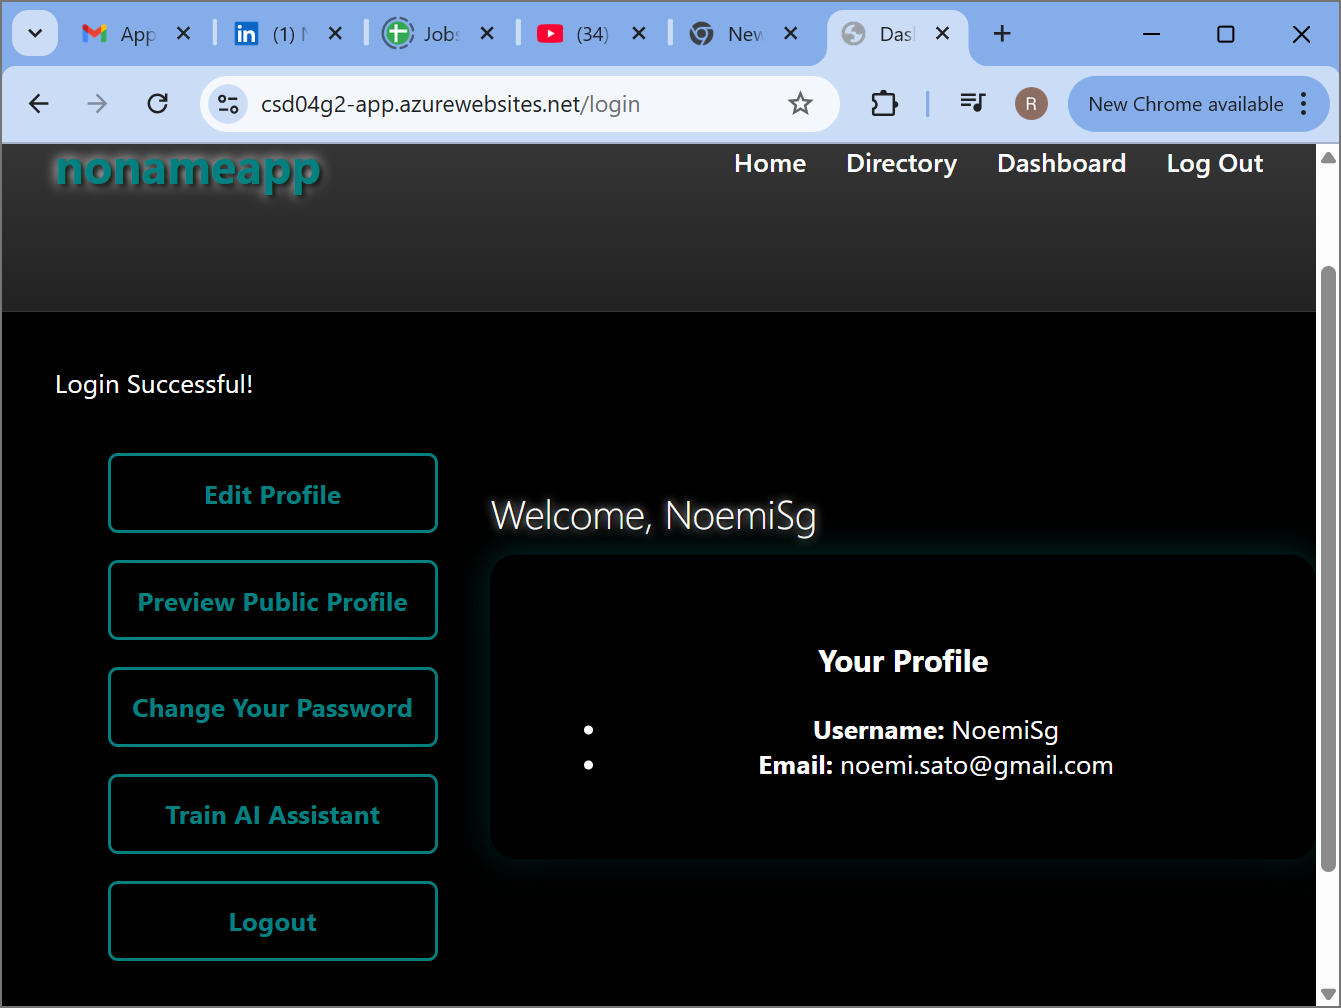 App
(1) N
Jobs
(34)
New
Dash
csd04g2-app.azurewebsites.net/login
R
New Chrome available
nonameapp
Home Directory Dashboard Log Out
Login Successful!
Edit Profile
Preview Public Profile
Change Your Password
Train AI Assistant
Logout
Welcome, NoemiSg
Your Profile
Username: NoemiSg
Email: noemi.sato@gmail.com